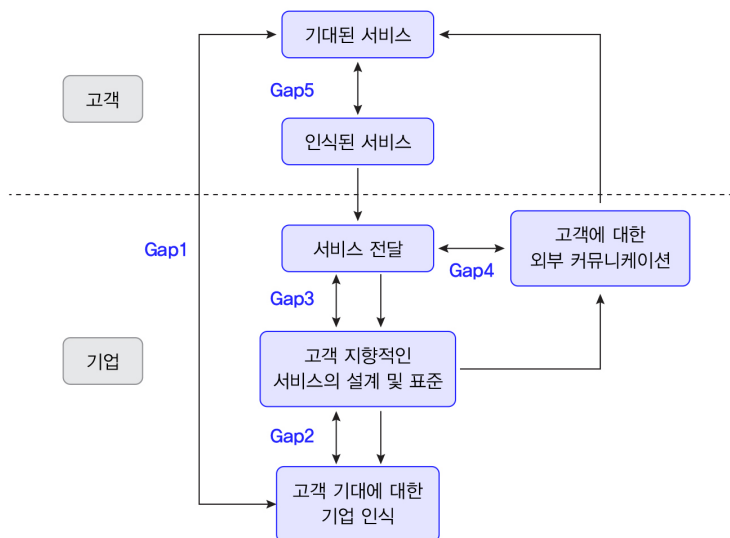 기대된 서비스
Gap5
고객
인식된 서비스
Gap1
서비스 전달
Gap4
고객에 대한
외부 커뮤니케이션
Gap3
기업
고객 지향적인
서비스의 설계 및 표준
Gap2
고객 기대에 대한
기업 인식